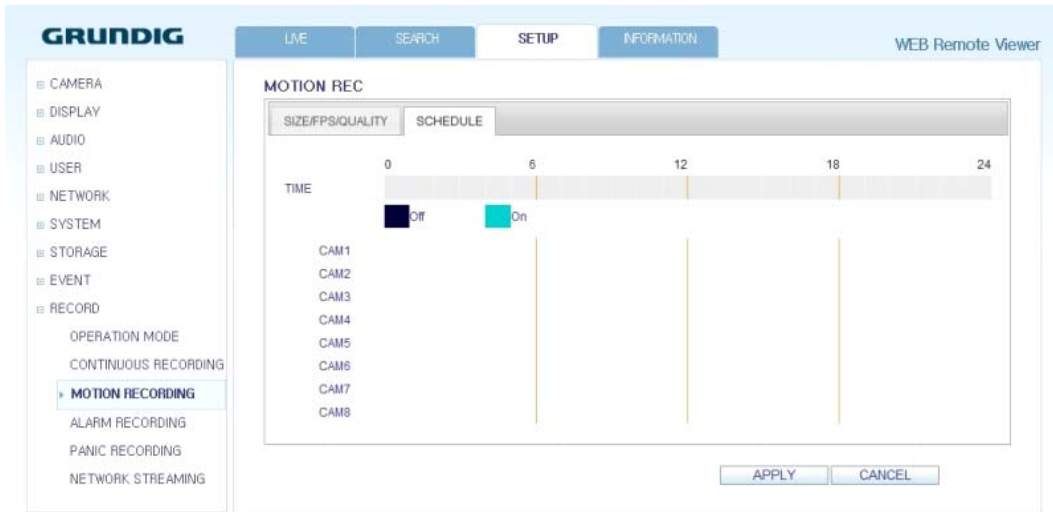 GRUNDIG
LIVE
SEARCH
SETUP
INFORMATION
WEB Remote Viewer
CAMERA
DISPLAY
AUDIO
USER
NETWORK
SYSTEM
STORAGE
EVENT
RECORD
OPERATION MODE
CONTINUOUS RECORDING
MOTION RECORDING
ALARM RECORDING
PANIC RECORDING
NETWORK STREAMING
MOTION REC
SIZE/FPS/QUALITY
SCHEDULE
0 6 12 18 24
TIME
Off On
CAM1
CAM2
CAM3
CAM4
CAM5
CAM6
CAM7
CAM8
APPLY
CANCEL